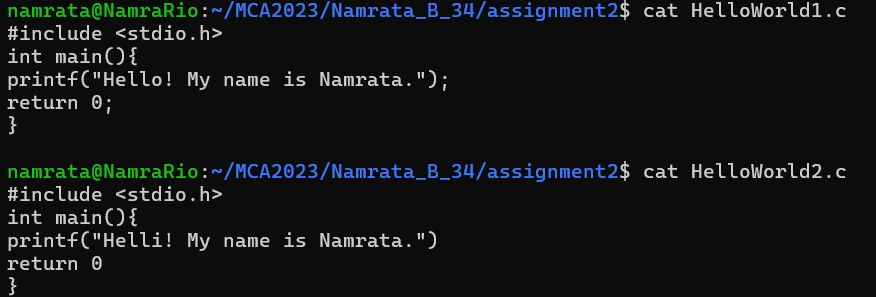 namrata@NamraRio:~/MCA2023/Namrata_B_34/assignment2$ cat HelloWorld1.c
#include <stdio.h>
int main(){
printf("Hello! My name is Namrata.");
return 0;
}
namrata@NamraRio:~/MCA2023/Namrata_B_34/assignment2$ cat HelloWorld2.c
#include <stdio.h>
int main(){
printf("Helli! My name is Namrata.")
return 0
}